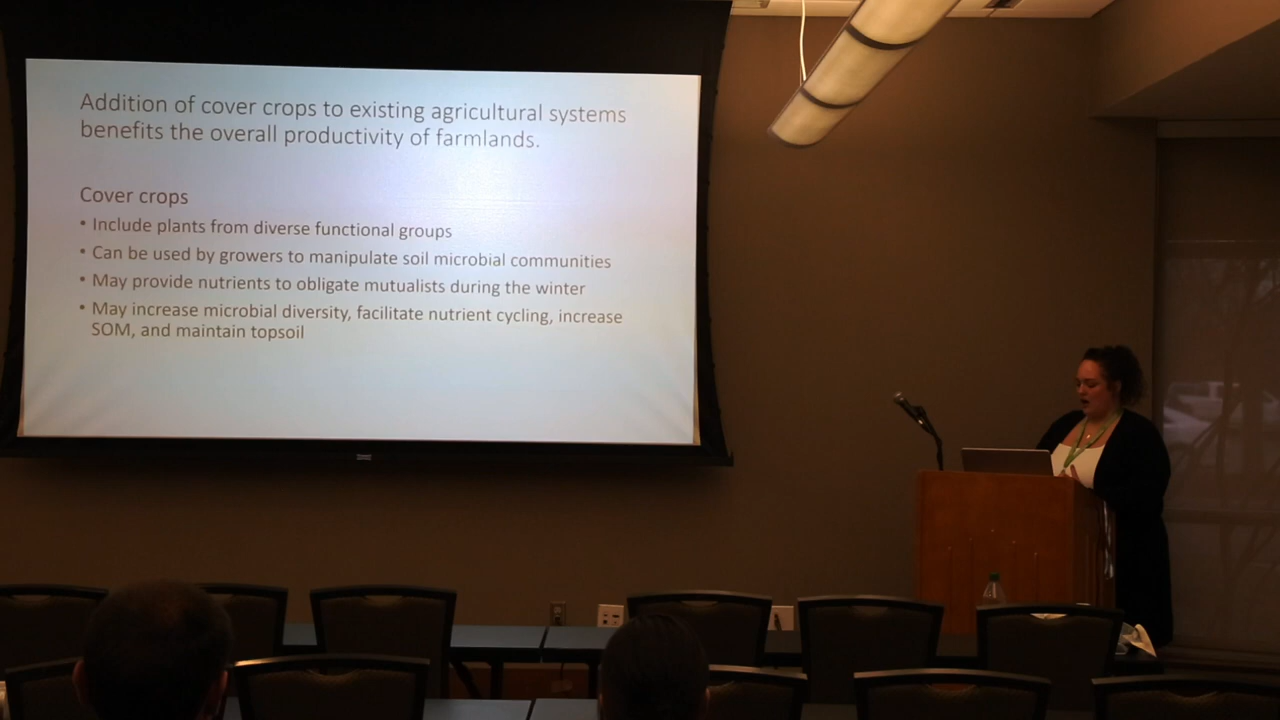 Addition of cover crops to existing agricultural systems
benefits the overall productivity of farmlands.
Cover crops
• Include plants from diverse functional groups
• Can be used by growers to manipulate soil microbial communities
• May provide nutrients to obligate mutualists during the winter
• May increase microbial diversity, facilitate nutrient cycling, increase
SOM, and maintain topsoil